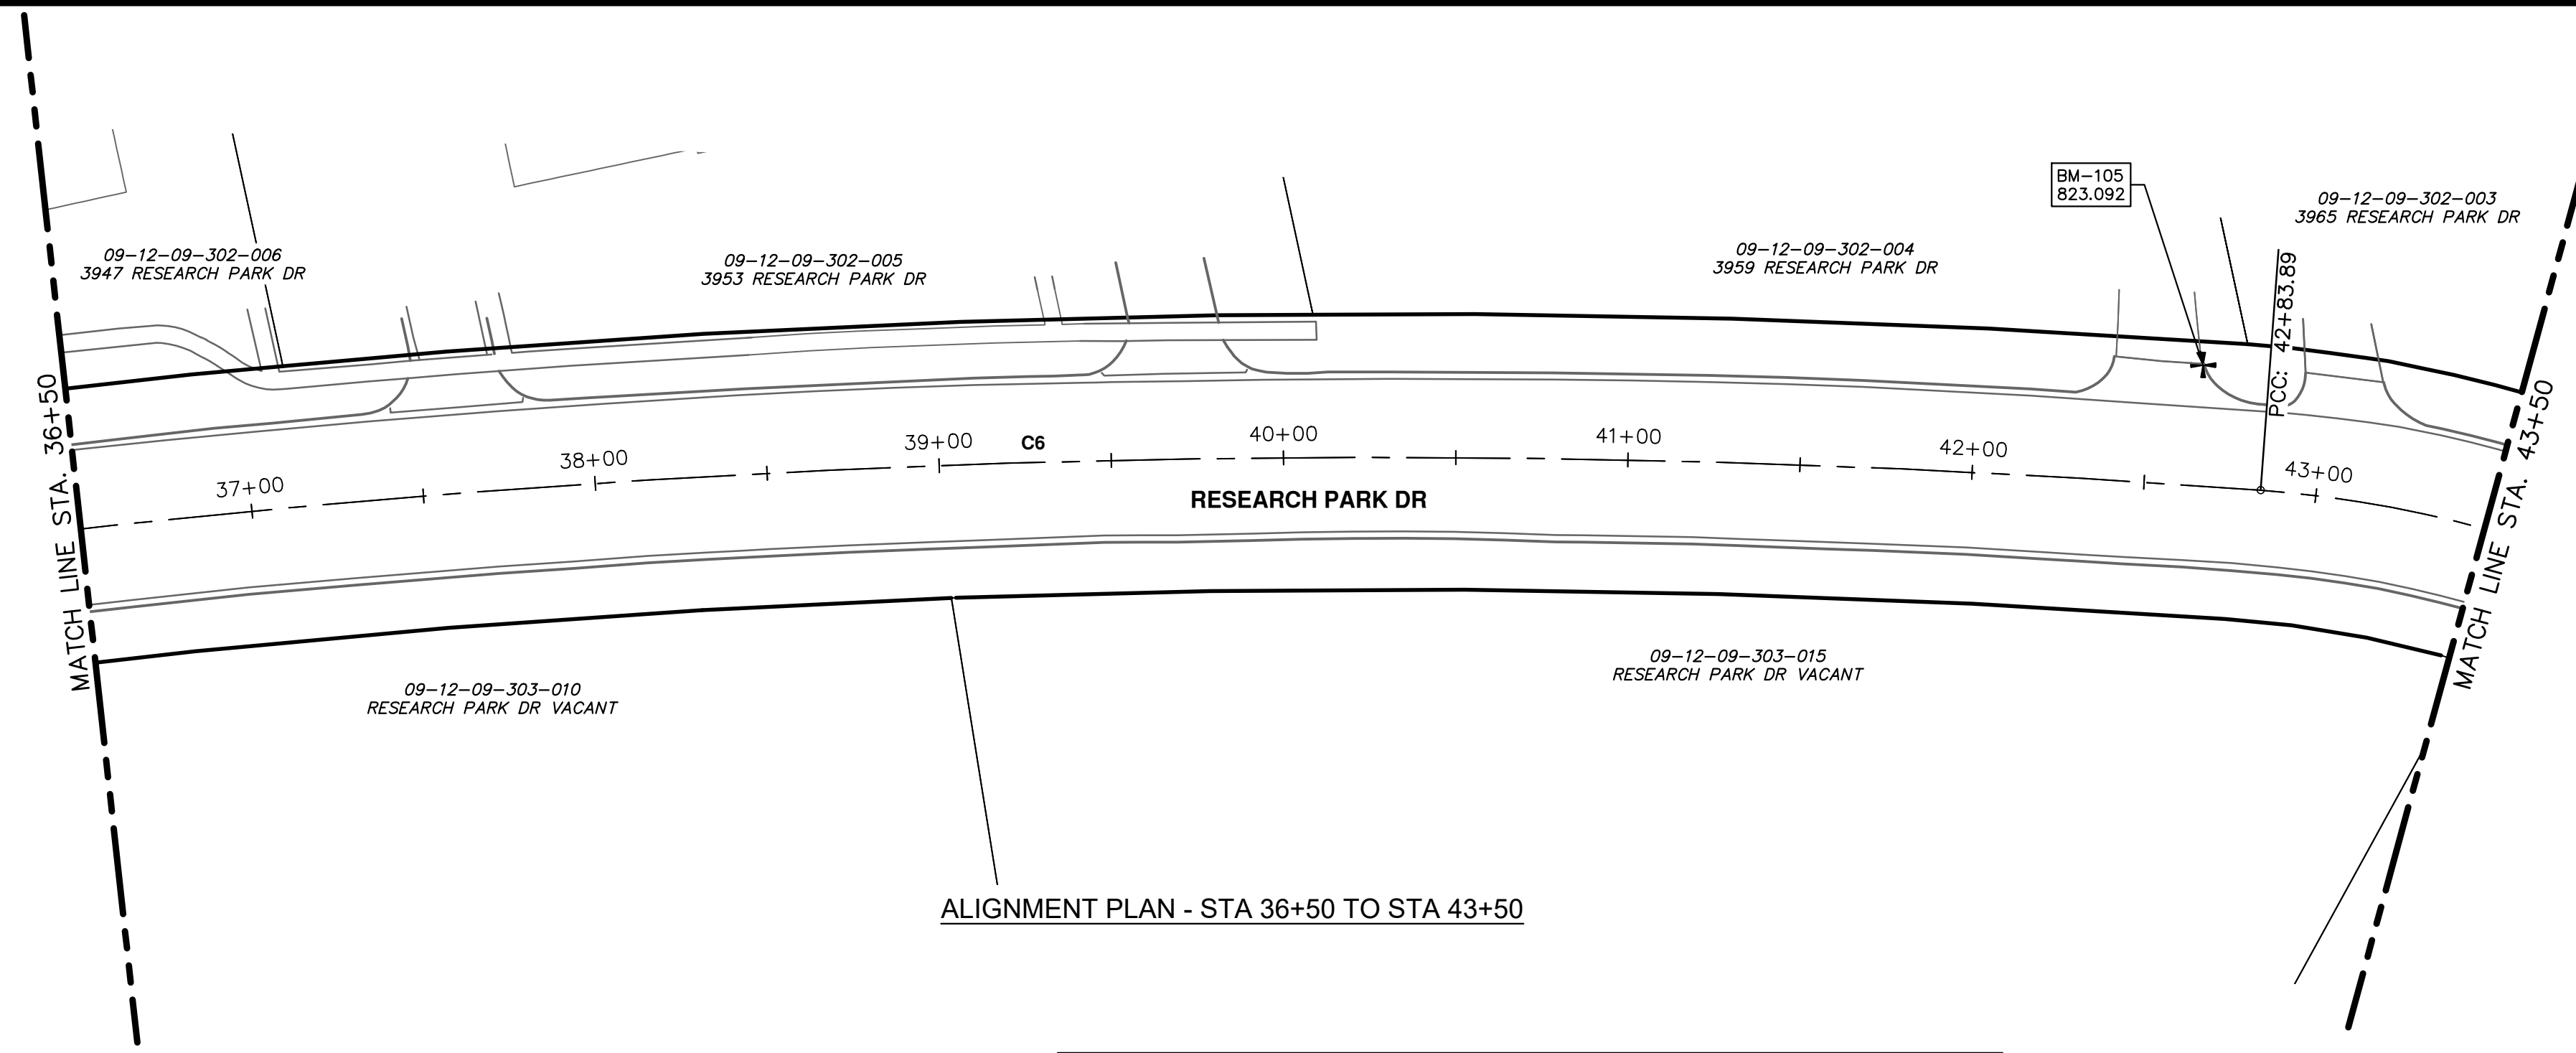 BM-105
823.092
09-12-09-302-003
3965 RESEARCH PARK DR
09-12-09-302-006
3947 RESEARCH PARK DR
09-12-09-302-005
3953 RESEARCH PARK DR
09-12-09-302-004
3959 RESEARCH PARK DR
PCC: 42+83.89
MATCH LINE STA. 36+50
37+00
38+00
39+00
C6
40+00
41+00
42+00
43+00
MATCH LINE STA. 43+50
RESEARCH PARK DR
09-12-09-303-010
RESEARCH PARK DR VACANT
09-12-09-303-015
RESEARCH PARK DR VACANT
ALIGNMENT PLAN - STA 36+50 TO STA 43+50